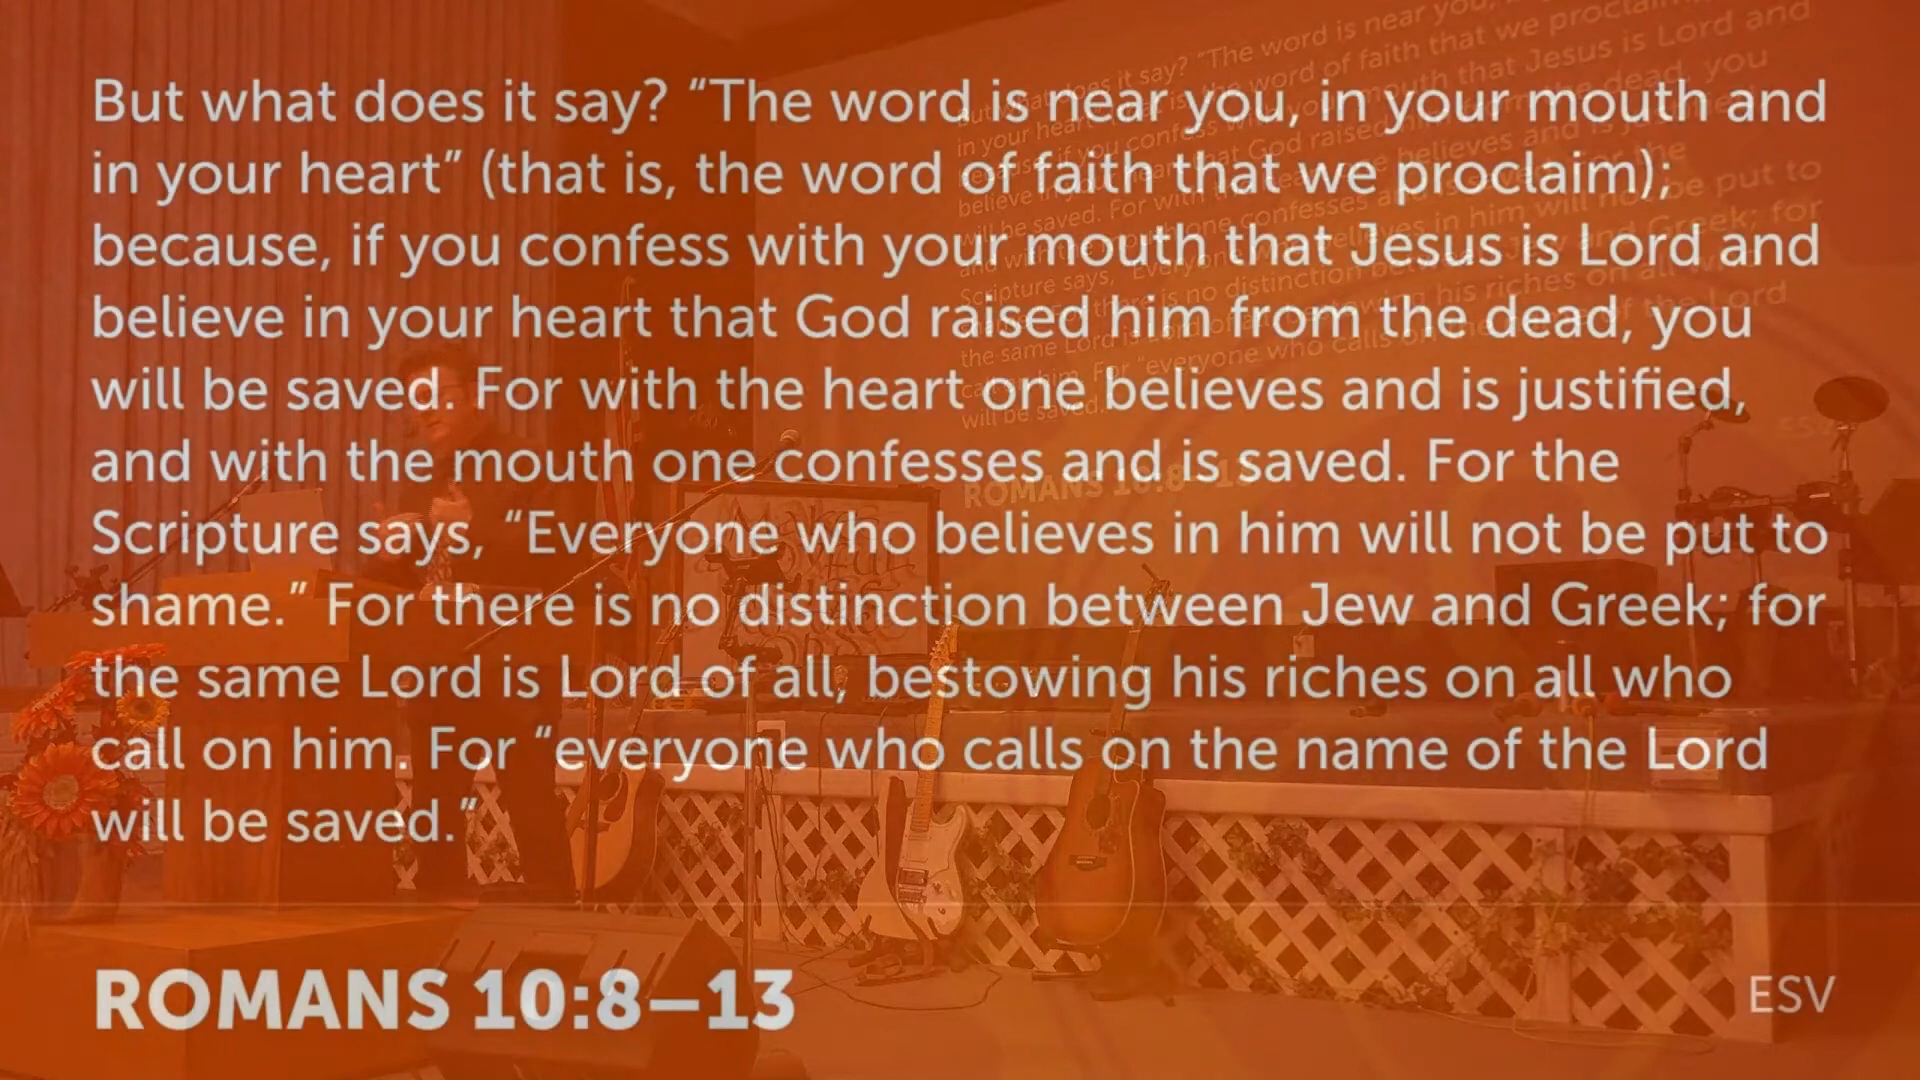 But what does it say? “The word is near you, in your mouth and
in your heart” (that is, the word of faith that we proclaim);
because, if you confess with your mouth that Jesus is Lord and
believe in your heart that God raised him from the dead, you
will be saved. For with the heart one believes and is justified,
and with the mouth one confesses and is saved. For the
Scripture says, “Everyone who believes in him will not be put to
shame.” For there is no distinction between Jew and Greek; for
the same Lord is Lord of all, bestowing his riches on all who
call on him. For “everyone who calls on the name of the Lord
will be saved.”
ROMANS 10:8–13
ESV